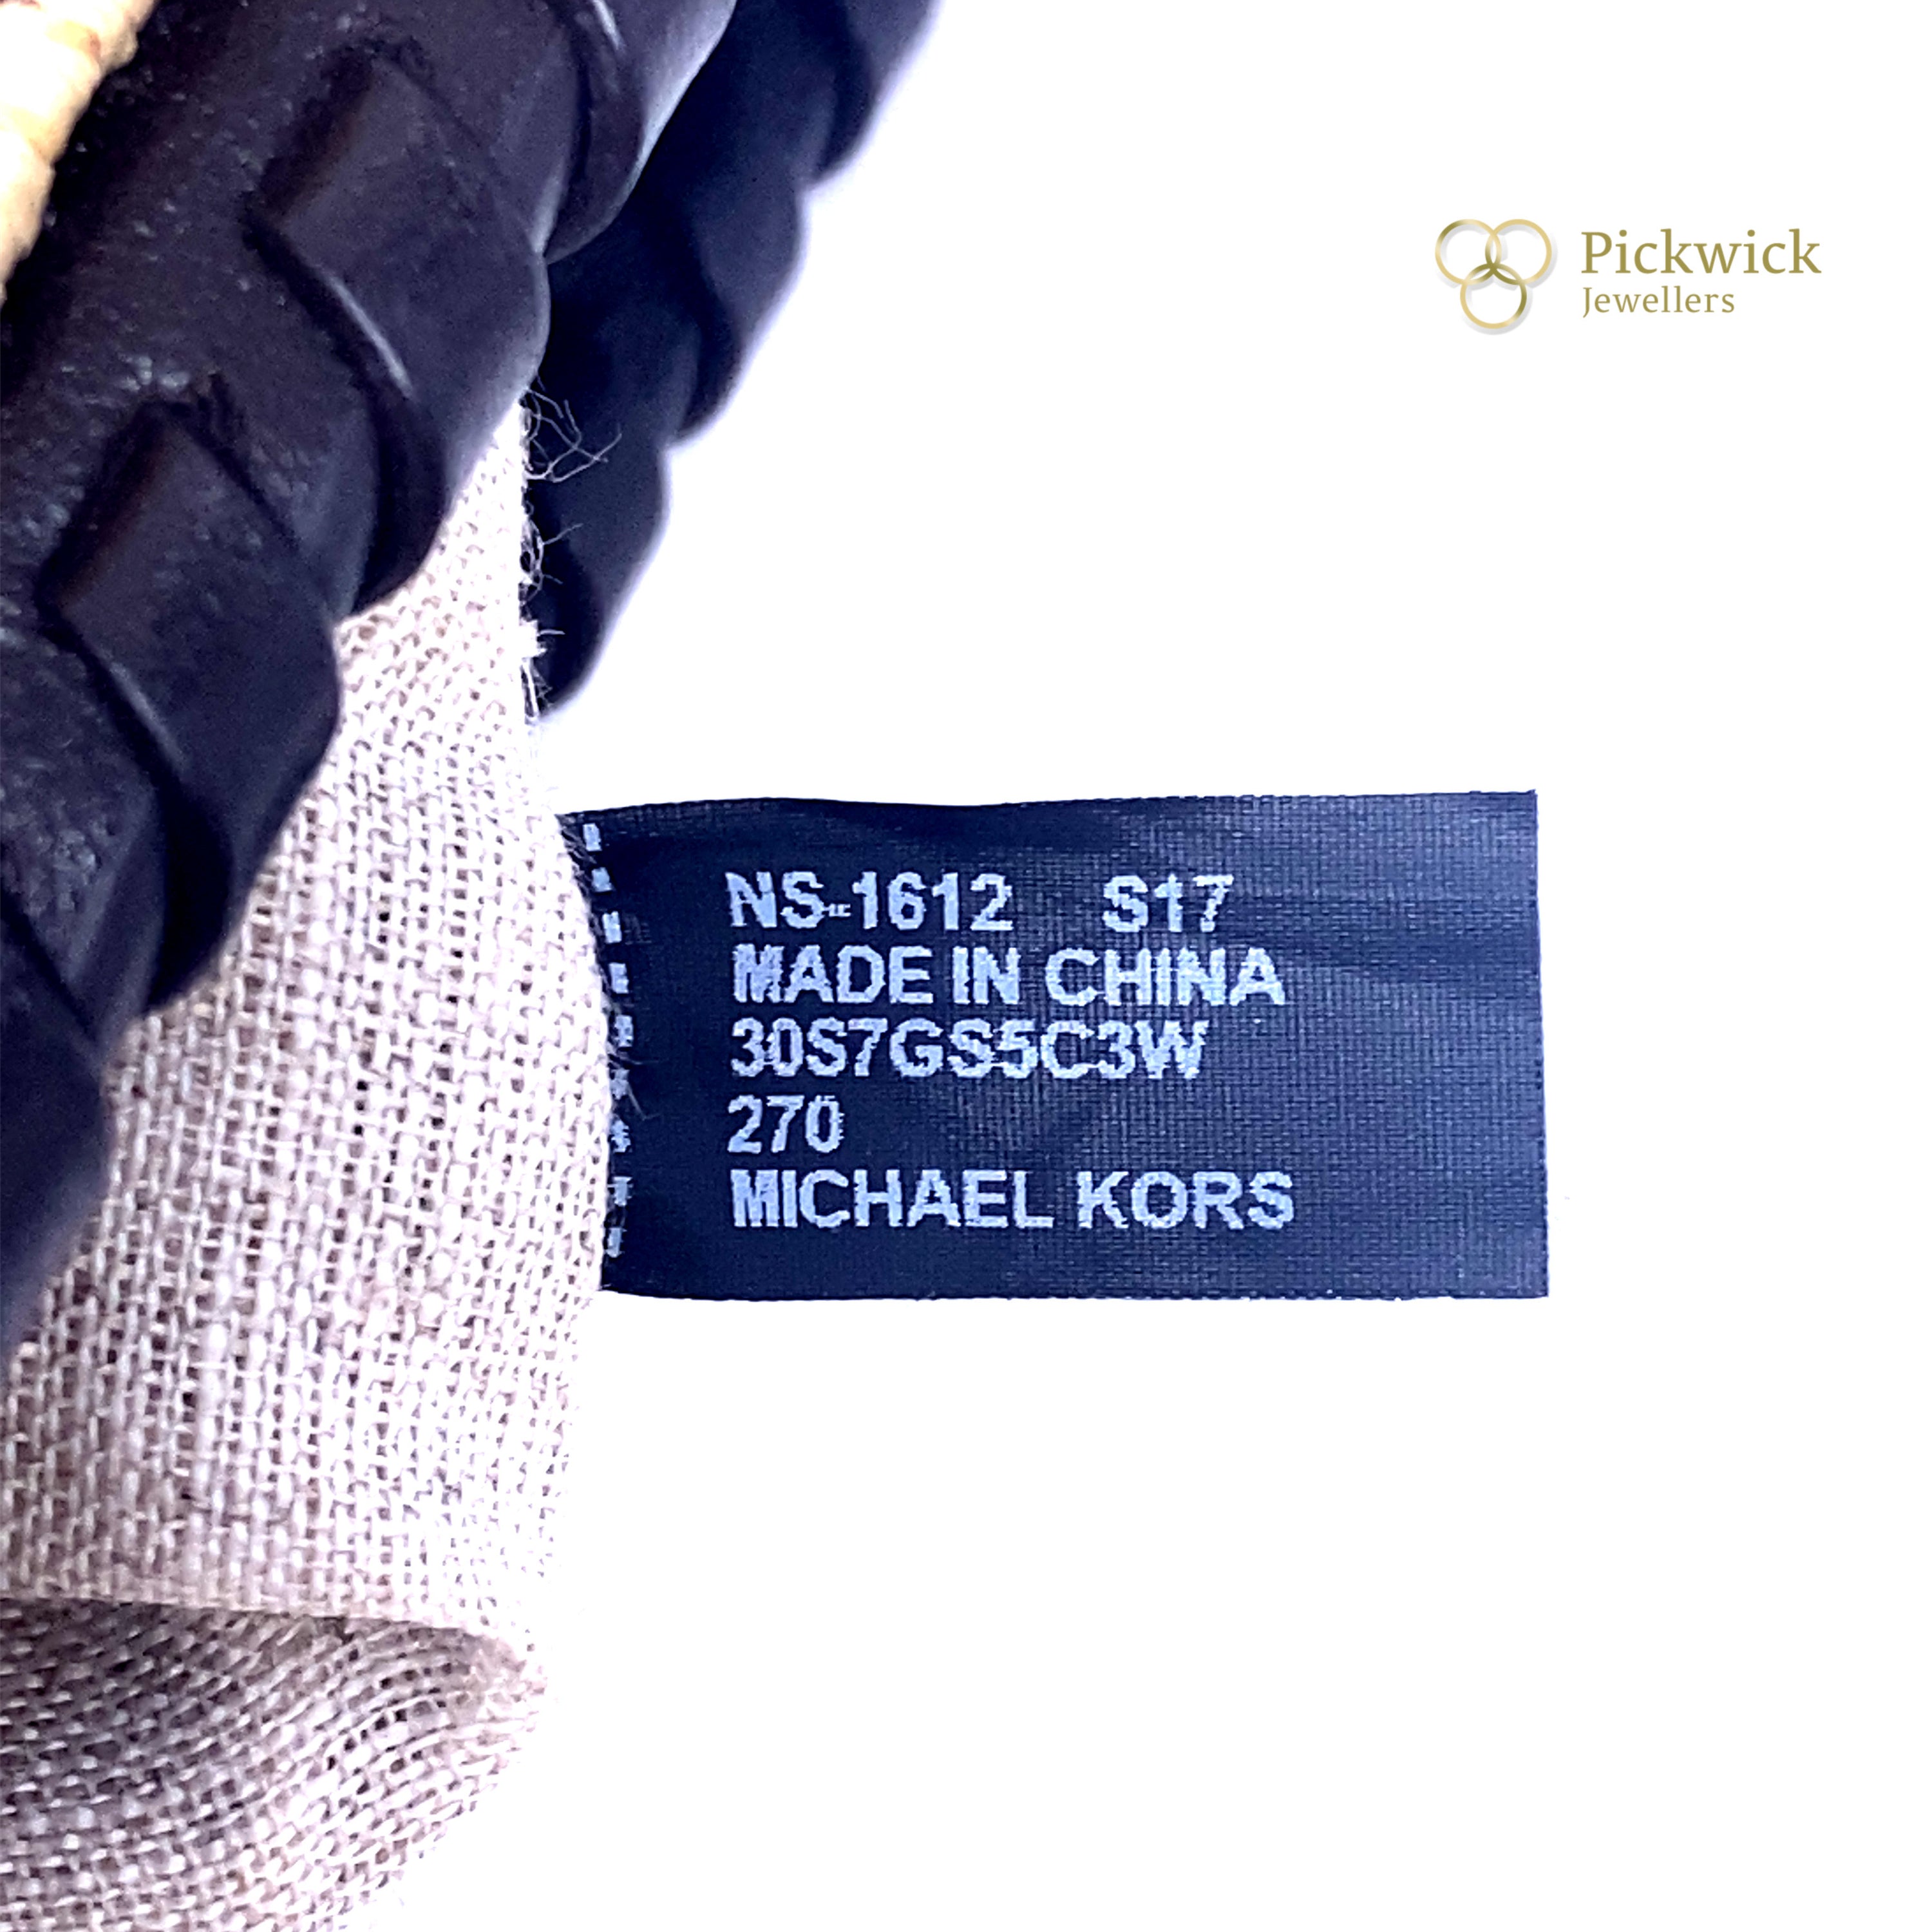 Pickwick
Jewellers
NS-1612 S17
MADE IN CHINA
30S7GS5C3W
270
MICHAEL KORS